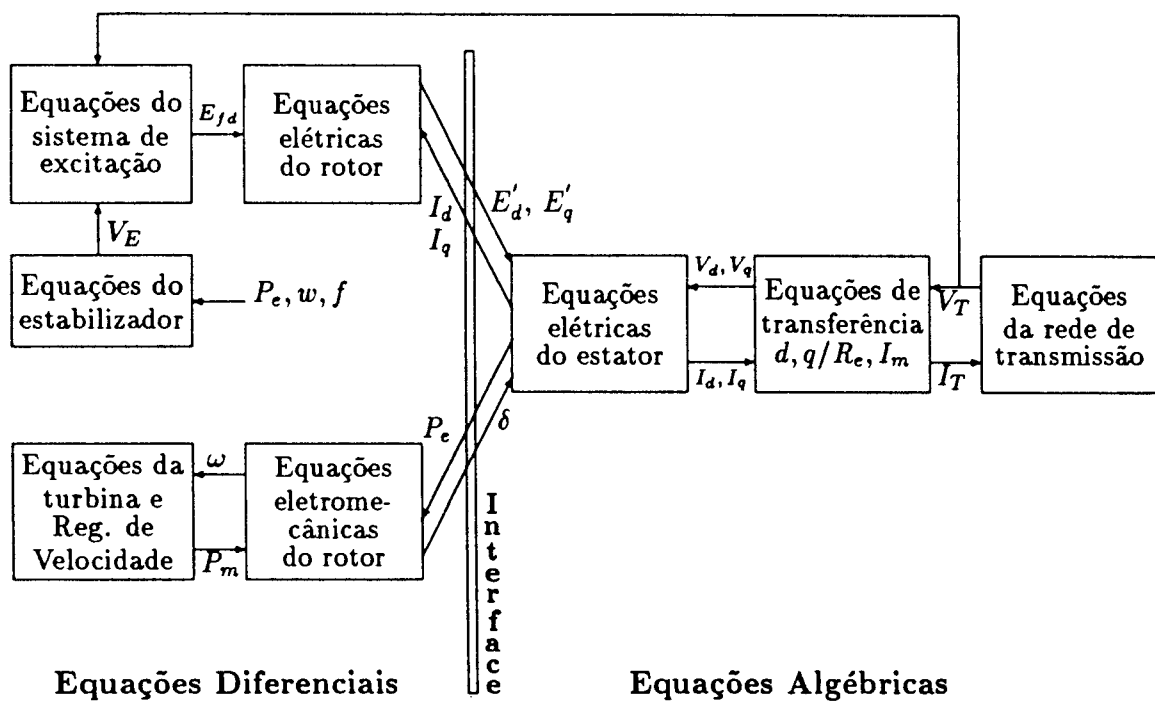 Equações do
sistema de
excitação
E_{fd}
Equações
elétricas
do rotor
V_E
I_d
I_q
E'_d, E'_q
Equações do
estabilizador
P_e, w, f
Equações
elétricas
do estator
V_d, V_q
I_d, I_q
Equações de
transferência
d, q/R_e, I_m
V_T
I_T
Equações
da rede de
transmissão
P_e
δ
Equações da
turbina e
Reg. de
Velocidade
ω
P_m
Equações
eletrome-
cânicas
do rotor
Interface
Equações Diferenciais
Equações Algébricas